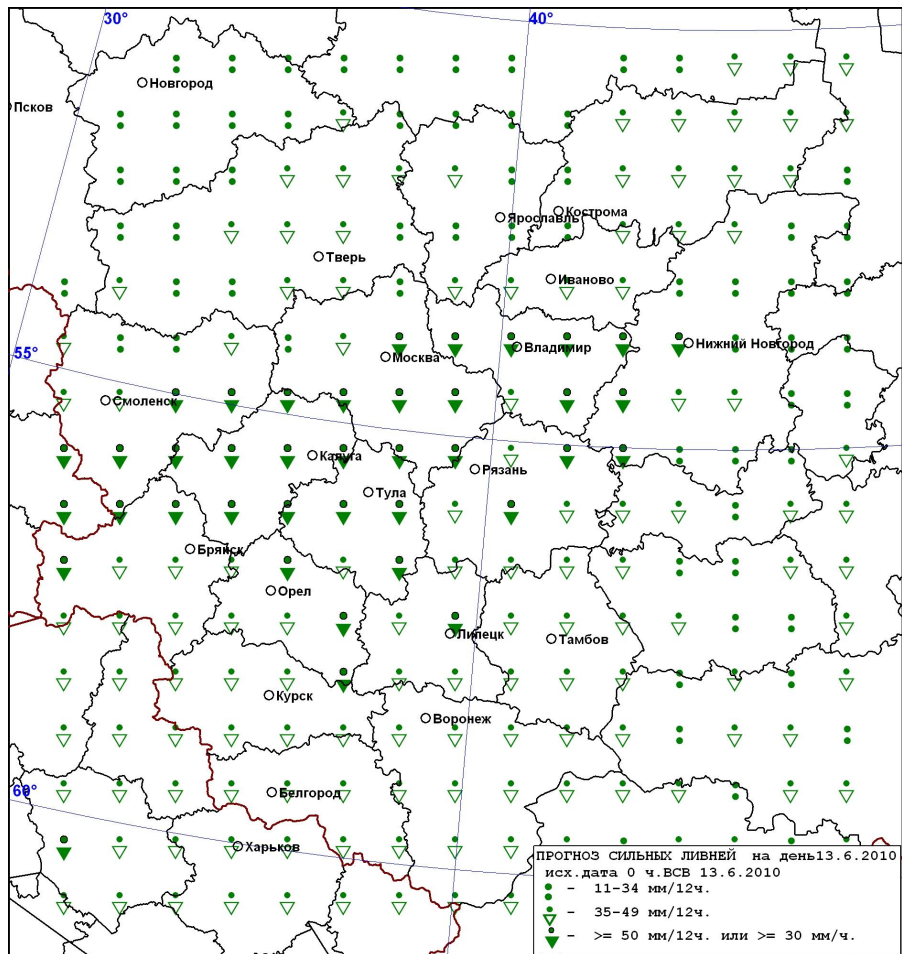 30°
40°
Новгород
Псков
Кострома
Ярославль
Тверь
Иваново
Нижний Новгород
Владимир
Москва
55°
Смоленск
Калуга
Рязань
Тула
Брянск
Орел
Липецк
Тамбов
Курск
Воронеж
60°
Белгород
Харьков
ПРОГНОЗ СИЛЬНЫХ ЛИВНЕЙ на день13.6.2010
исх.дата 0 ч.ВСВ 13.6.2010
- 11-34 мм/12ч.
- 35-49 мм/12ч.
- >= 50 мм/12ч. или >= 30 мм/ч.